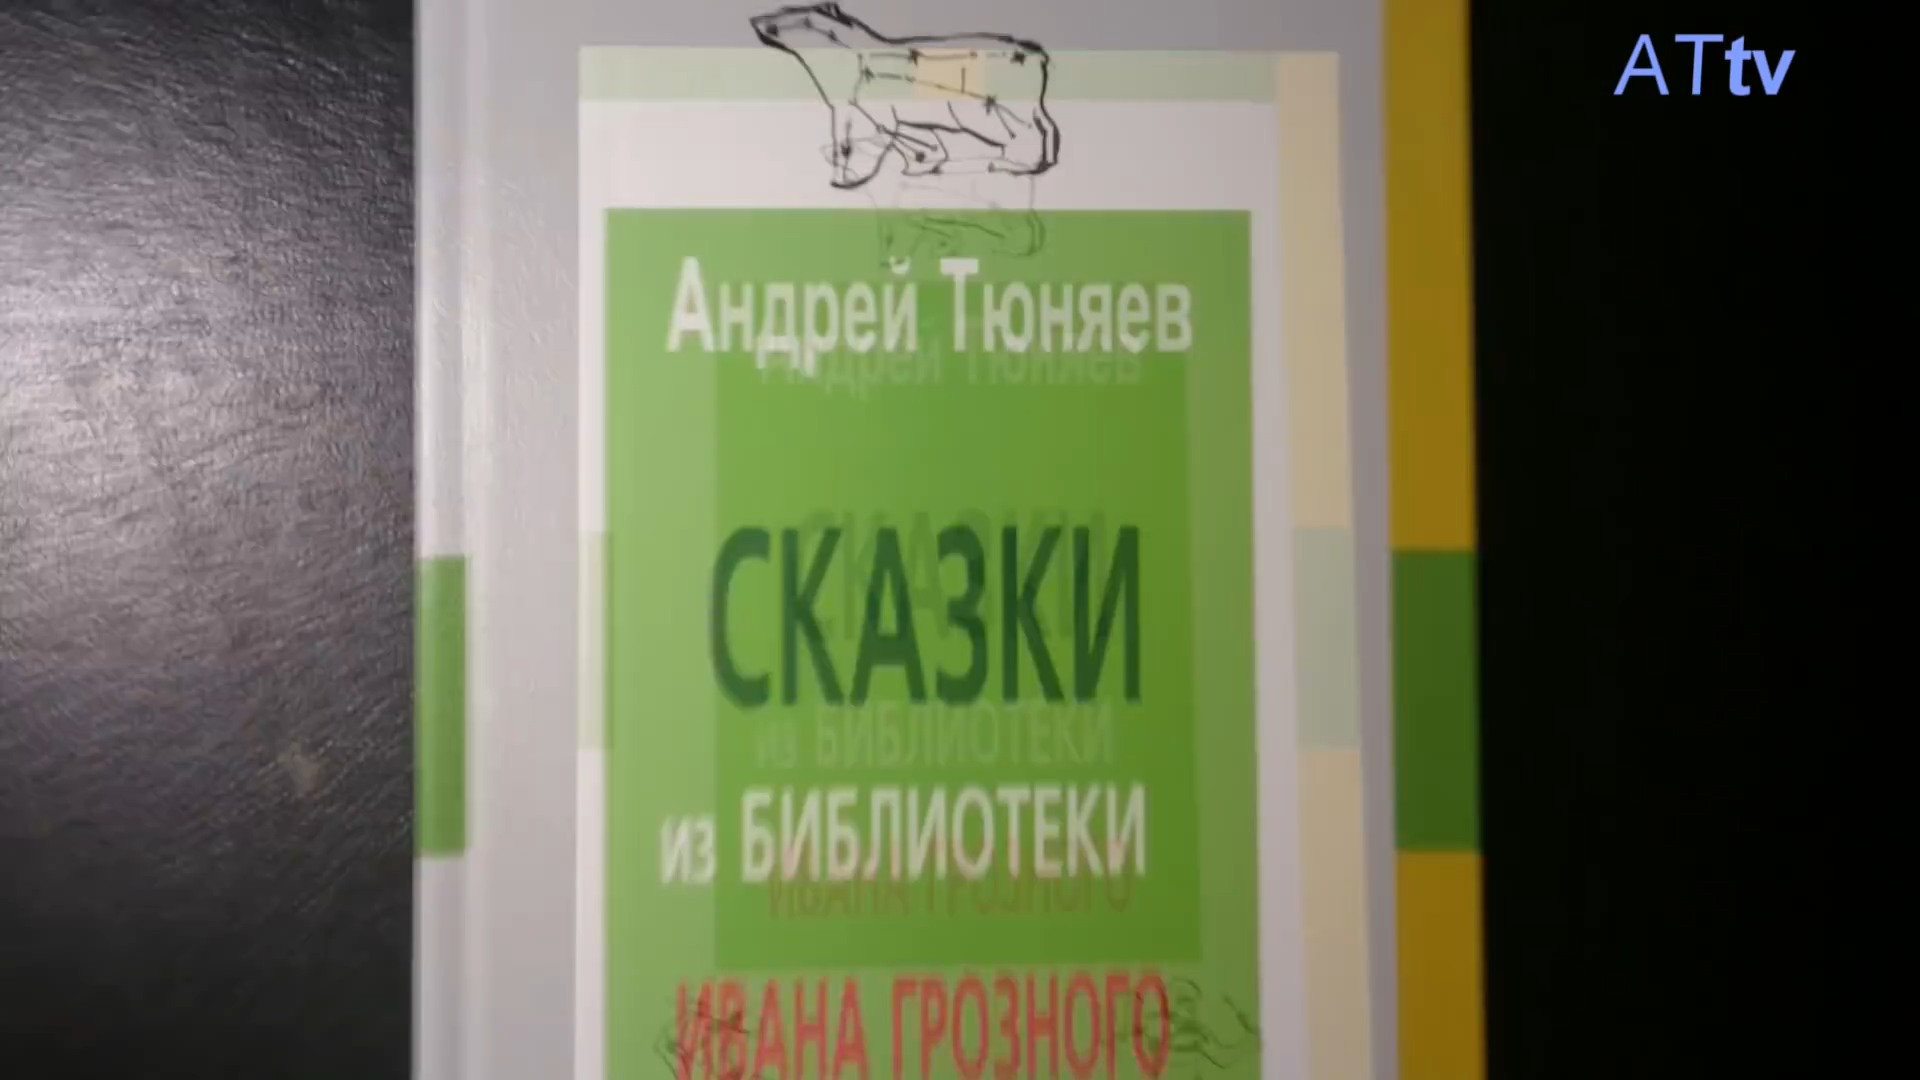 ATtv
Андрей Тюняев
СКАЗКИ
из БИБЛИОТЕКИ
ИВАНА ГРОЗНОГО